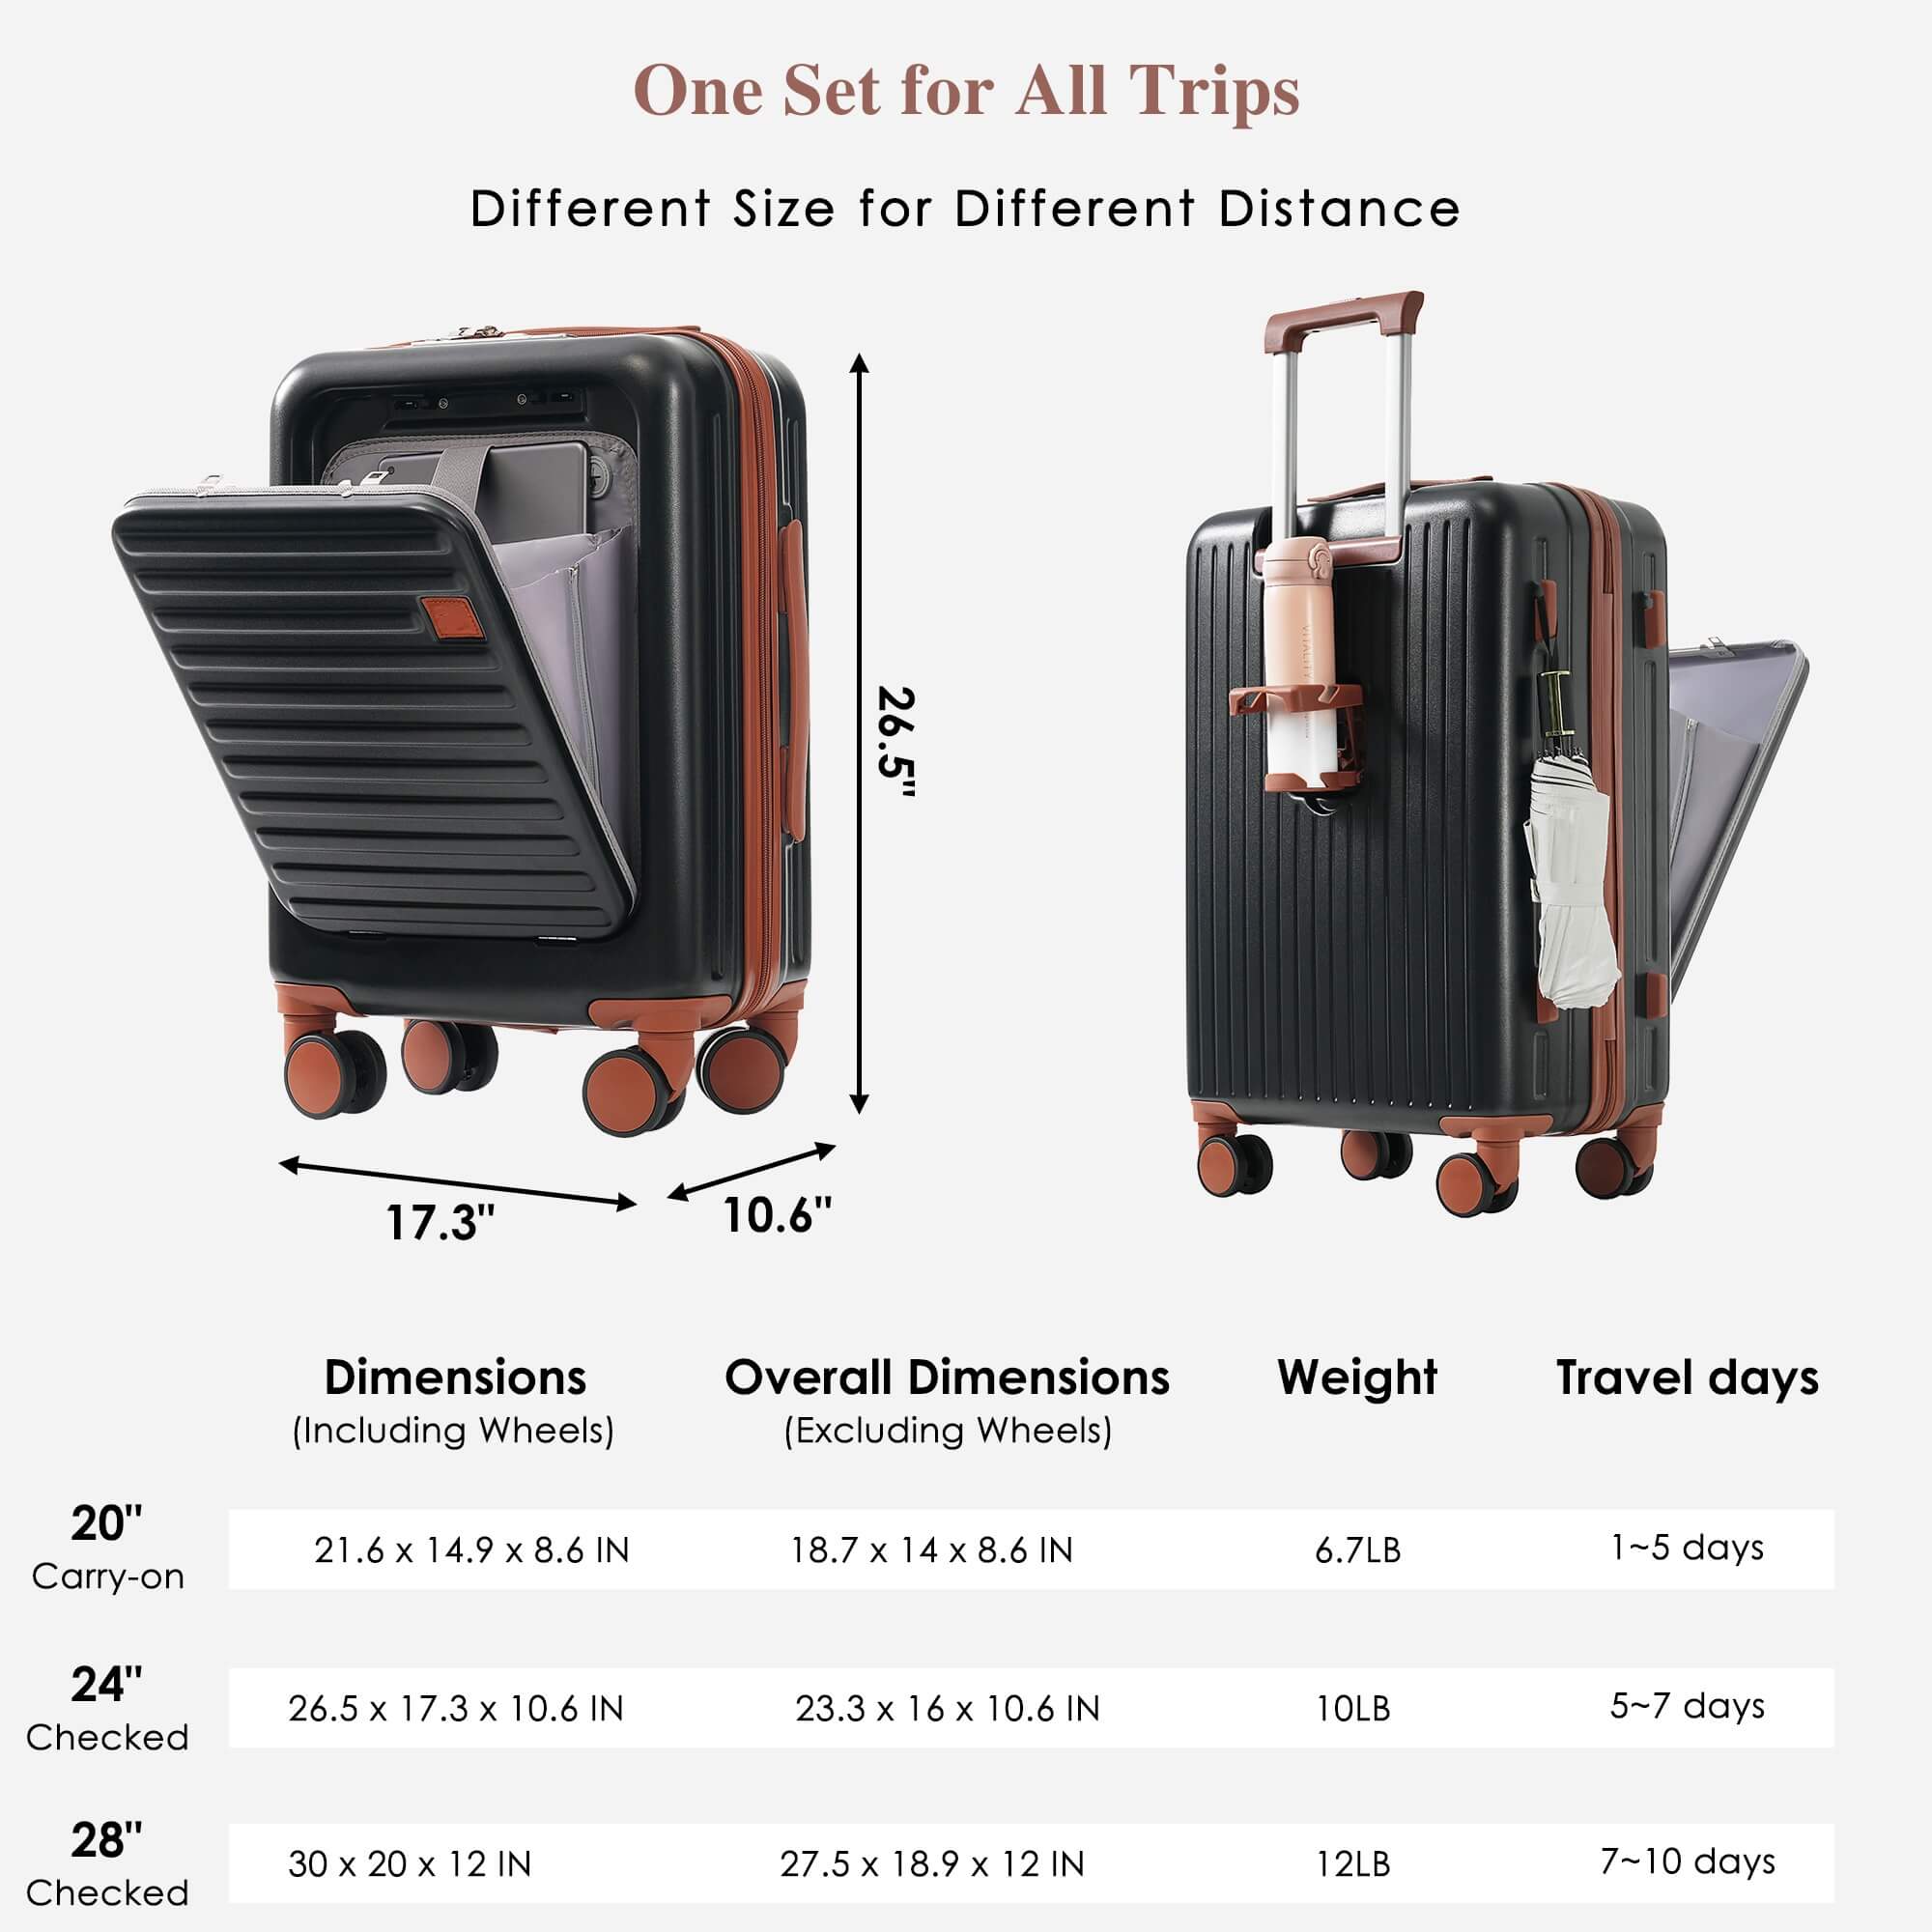 One Set for All Trips
Different Size for Different Distance
26.5"
17.3"
10.6"
Dimensions
(Including Wheels)
Overall Dimensions
(Excluding Wheels)
Weight
Travel days
20"
Carry-on
21.6 x 14.9 x 8.6 IN
18.7 x 14 x 8.6 IN
6.7LB
1~5 days
24"
Checked
26.5 x 17.3 x 10.6 IN
23.3 x 16 x 10.6 IN
10LB
5~7 days
28"
Checked
30 x 20 x 12 IN
27.5 x 18.9 x 12 IN
12LB
7~10 days